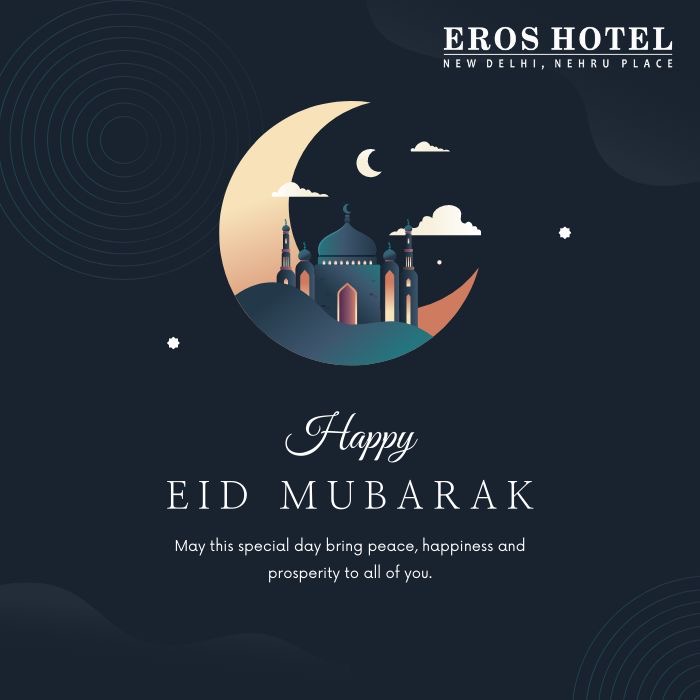 EROS HOTEL
NEW DELHI, NEHRU PLACE
Happy
EID MUBARAK
May this special day bring peace, happiness and
prosperity to all of you.